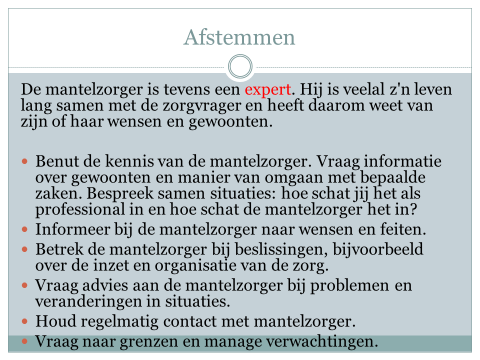 Afstemmen
De mantelzorger is tevens een expert. Hij is veelal z'n leven
lang samen met de zorgvrager en heeft daarom weet van
zijn of haar wensen en gewoonten.
• Benut de kennis van de mantelzorger. Vraag informatie
over gewoonten en manier van omgaan met bepaalde
zaken. Bespreek samen situaties: hoe schat jij het als
professional in en hoe schat de mantelzorger het in?
• Informeer bij de mantelzorger naar wensen en feiten.
• Betrek de mantelzorger bij beslissingen, bijvoorbeeld
over de inzet en organisatie van de zorg.
• Vraag advies aan de mantelzorger bij problemen en
veranderingen in situaties.
• Houd regelmatig contact met mantelzorger.
• Vraag naar grenzen en manage verwachtingen.